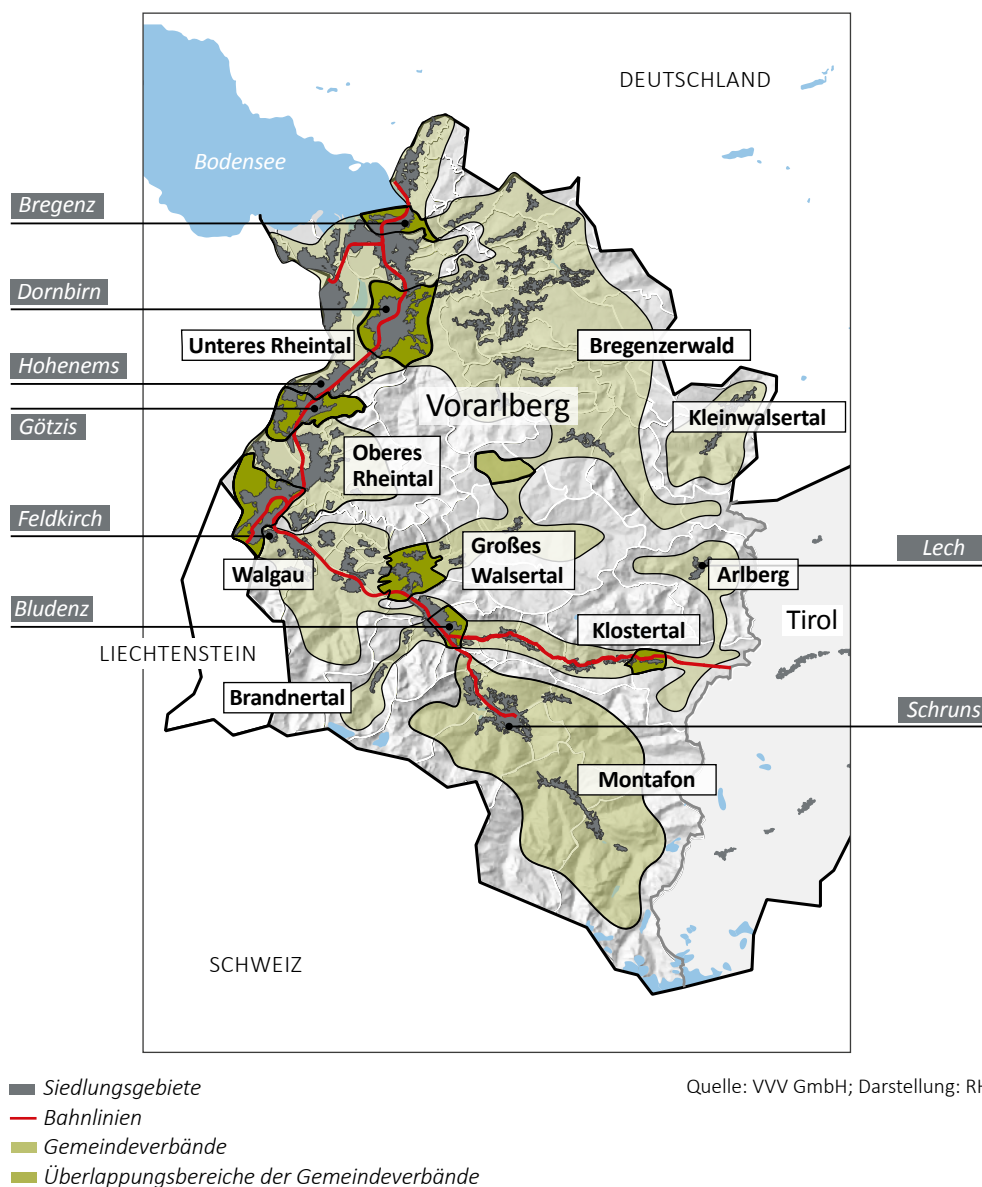 DEUTSCHLAND
Bodensee
Bregenz
Dornbirn
Unteres Rheintal
Bregenzerwald
Hohenems
Vorarlberg
Kleinwalsertal
Götzis
Oberes
Rheintal
Feldkirch
Großes
Walsertal
Lech
Walgau
Arlberg
Bludenz
Tirol
Klostertal
LIECHTENSTEIN
Brandnertal
Schruns
Montafon
SCHWEIZ
Siedlungsgebiete
Quelle: VVV GmbH; Darstellung: RH
Bahnlinien
Gemeindeverbände
Überlappungsbereiche der Gemeindeverbände